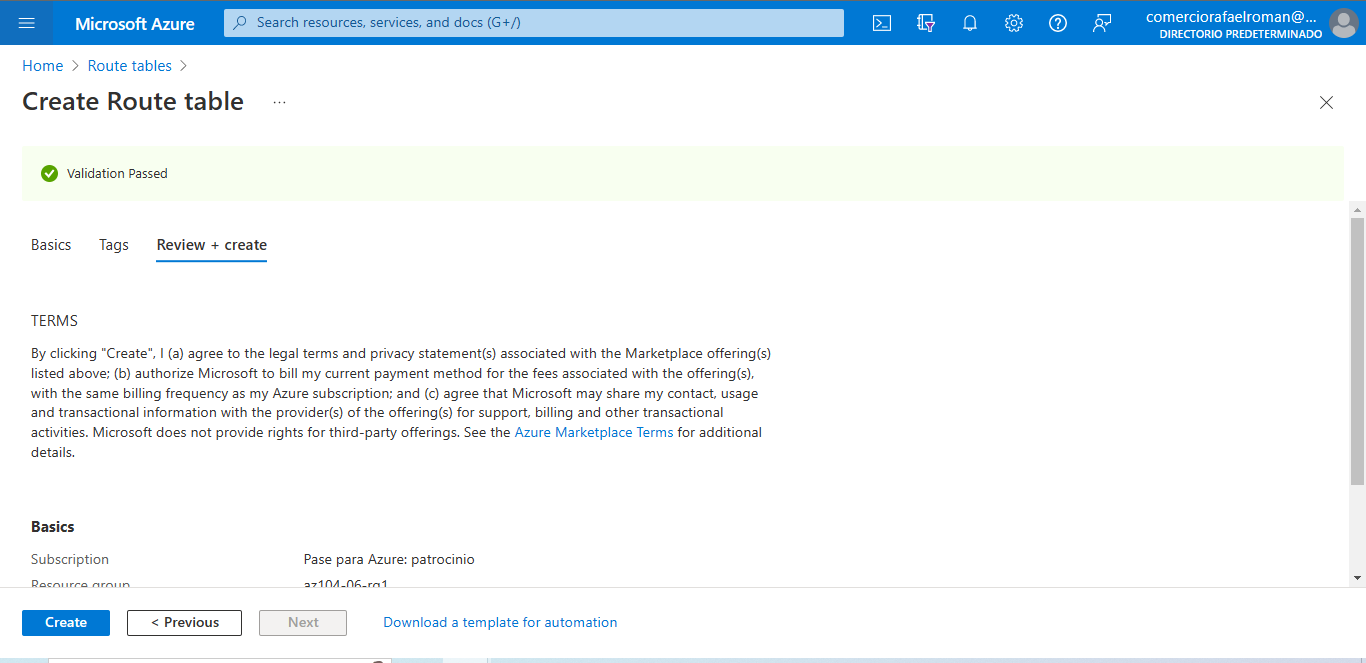 Microsoft Azure
Search resources, services, and docs (G+/)
comerciorafaelroman@...
DIRECTORIO PREDETERMINADO
Home > Route tables >
Create Route table ...
Validation Passed
Basics Tags Review + create
TERMS
By clicking "Create", I (a) agree to the legal terms and privacy statement(s) associated with the Marketplace offering(s)
listed above; (b) authorize Microsoft to bill my current payment method for the fees associated with the offering(s),
with the same billing frequency as my Azure subscription; and (c) agree that Microsoft may share my contact, usage
and transactional information with the provider(s) of the offering(s) for support, billing and other transactional
activities. Microsoft does not provide rights for third-party offerings. See the Azure Marketplace Terms for additional
details.
Basics
Subscription Pase para Azure: patrocinio
Resource group az104-06-rg1
Create < Previous Next Download a template for automation